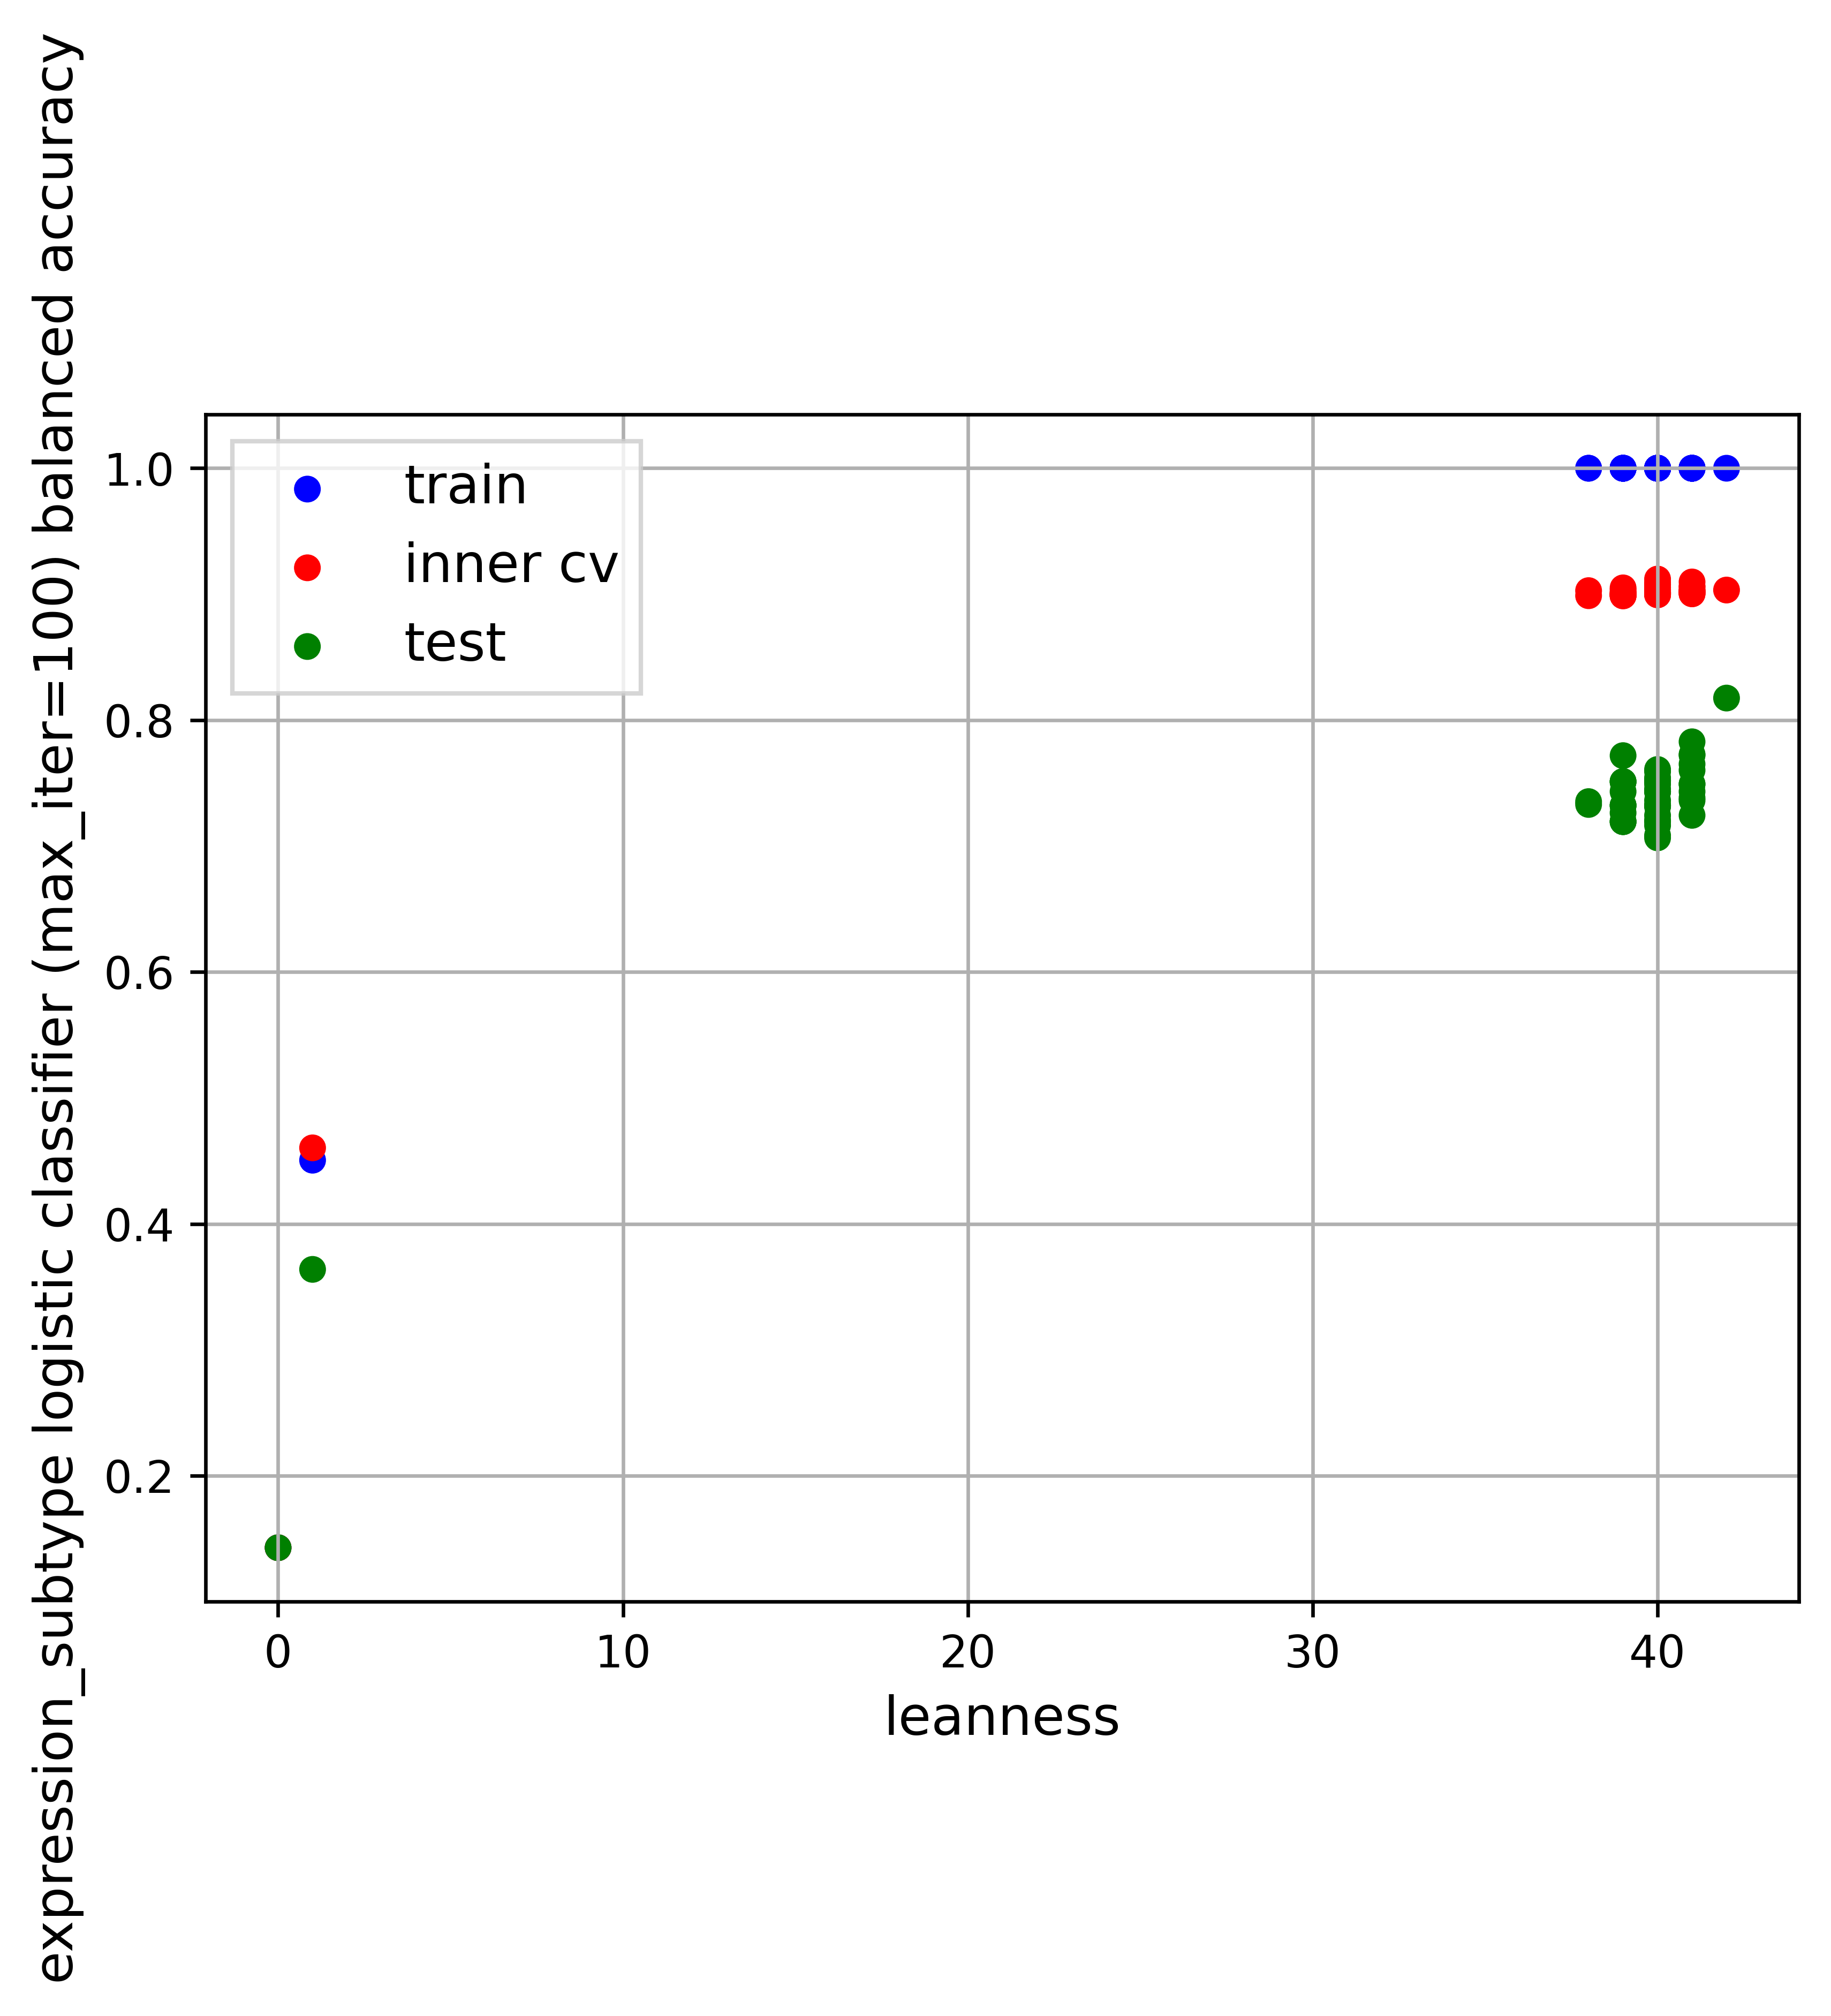 expression_subtype logistic classifier (max_iter=100) balanced accuracy
1.0
0.8
0.6
0.4
0.2
train
inner cv
test
0 10 20 30 40
leanness